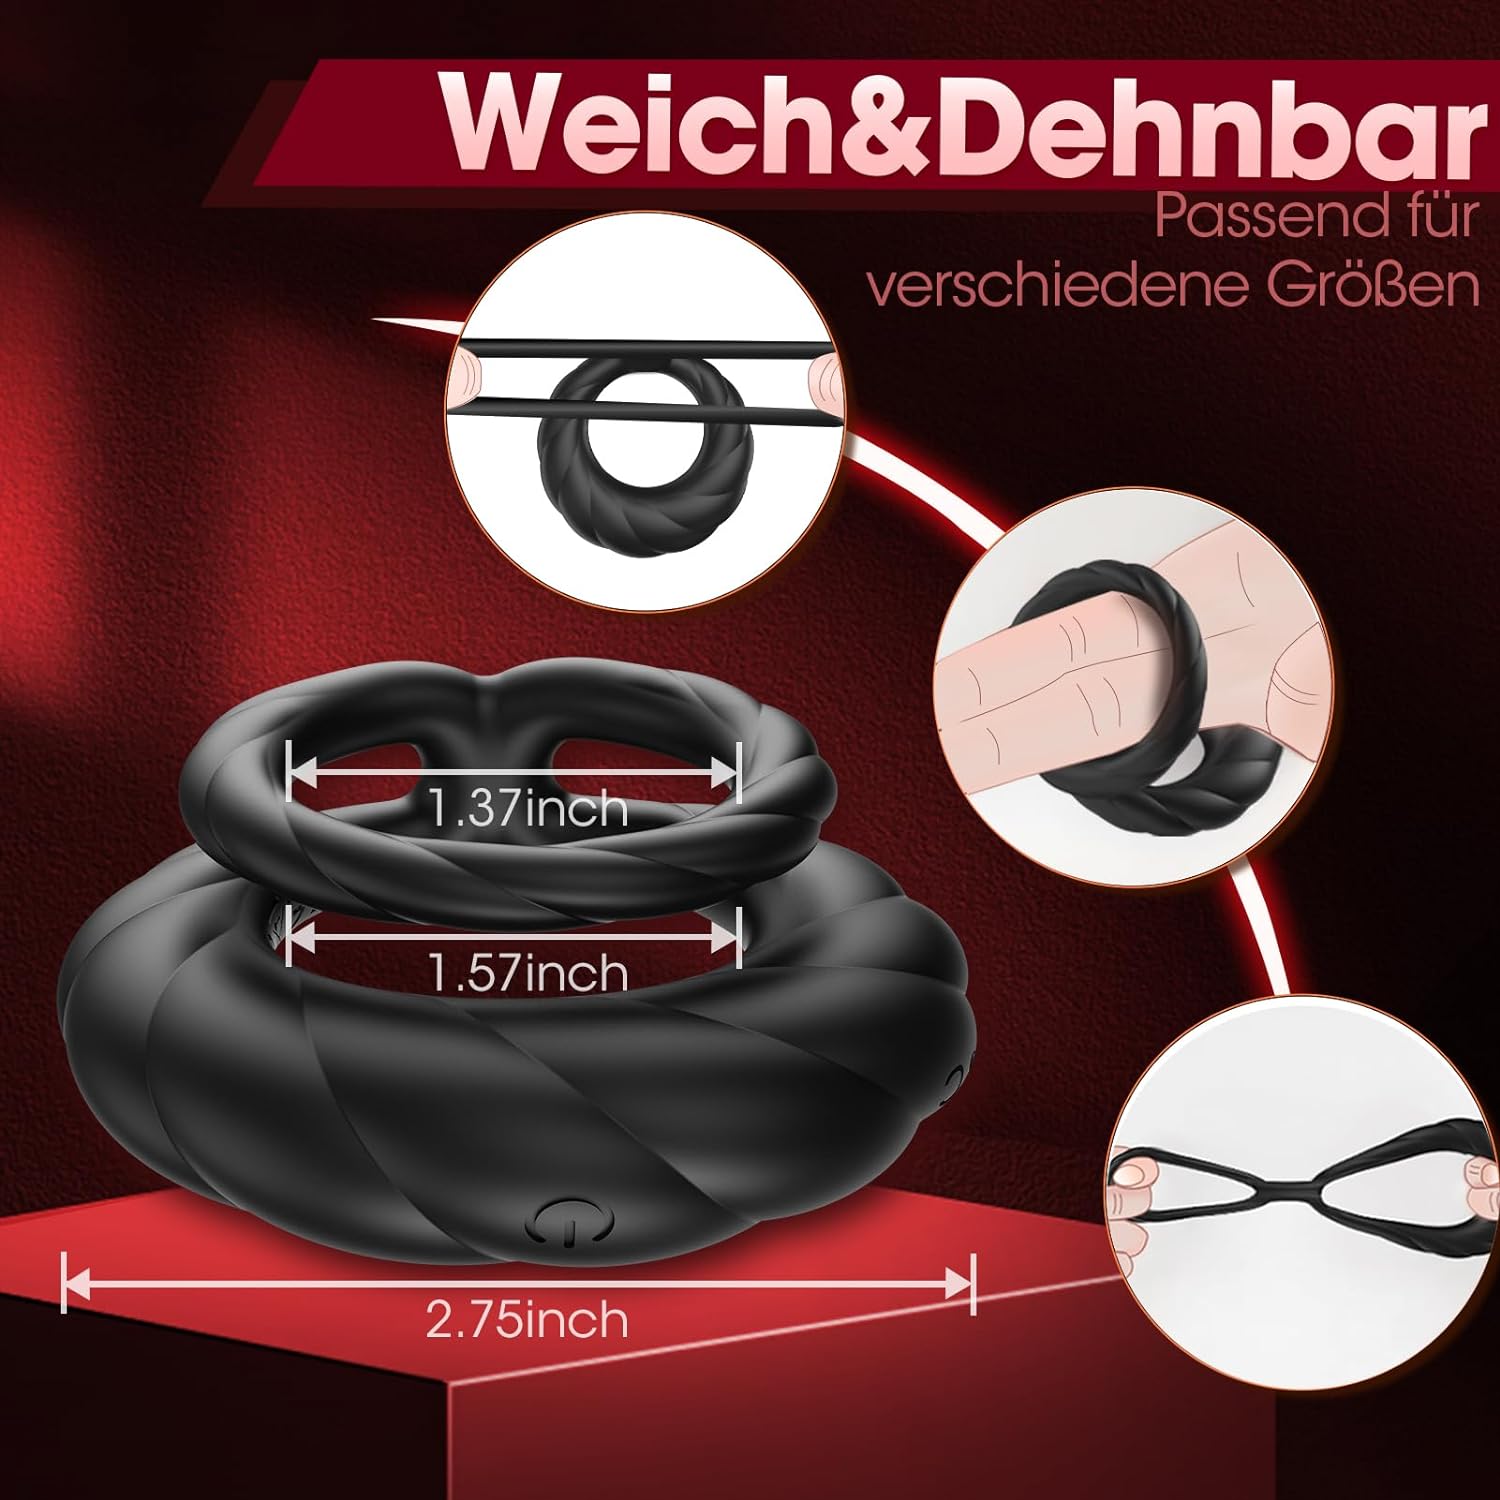 Weich&Dehnbar
Passend für
verschiedene Größen
1.37inch
1.57inch
2.75inch